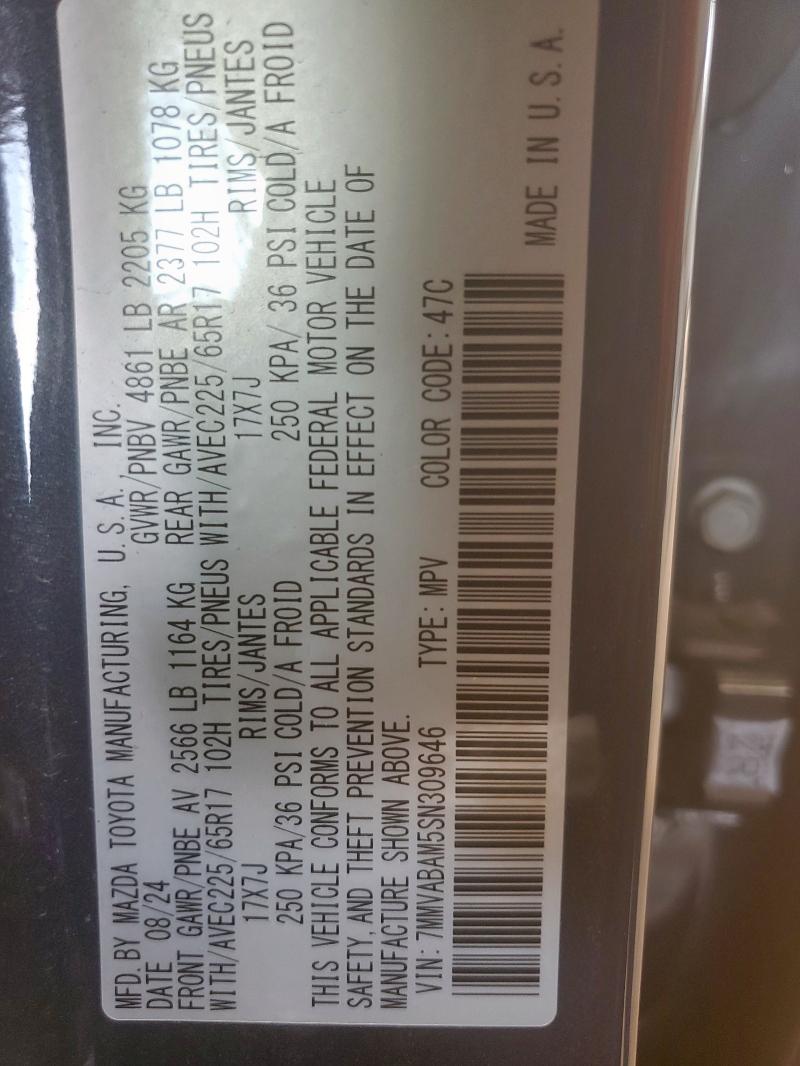 MFD. BY MAZDA TOYOTA MANUFACTURING, U.S.A. INC.
DATE 08/24 GVWR/PNBV 4861 LB 2205 KG
FRONT GAWR/PNBE AV 2566 LB 1164 KG REAR GAWR/PNBE AR 2377 LB 1078 KG
WITH/AVEC225/65R17 102H TIRES/PNEUS WITH/AVEC225/65R17 102H TIRES/PNEUS
17X7J RIMS/JANTES 17X7J RIMS/JANTES
250 KPA/36 PSI COLD/A FROID 250 KPA/ 36 PSI COLD/A FROID
THIS VEHICLE CONFORMS TO ALL APPLICABLE FEDERAL MOTOR VEHICLE
SAFETY, AND THEFT PREVENTION STANDARDS IN EFFECT ON THE DATE OF
MANUFACTURE SHOWN ABOVE.
VIN: 7MMVABAM5SN309646 TYPE: MPV COLOR CODE: 47C
MADE IN U.S.A.